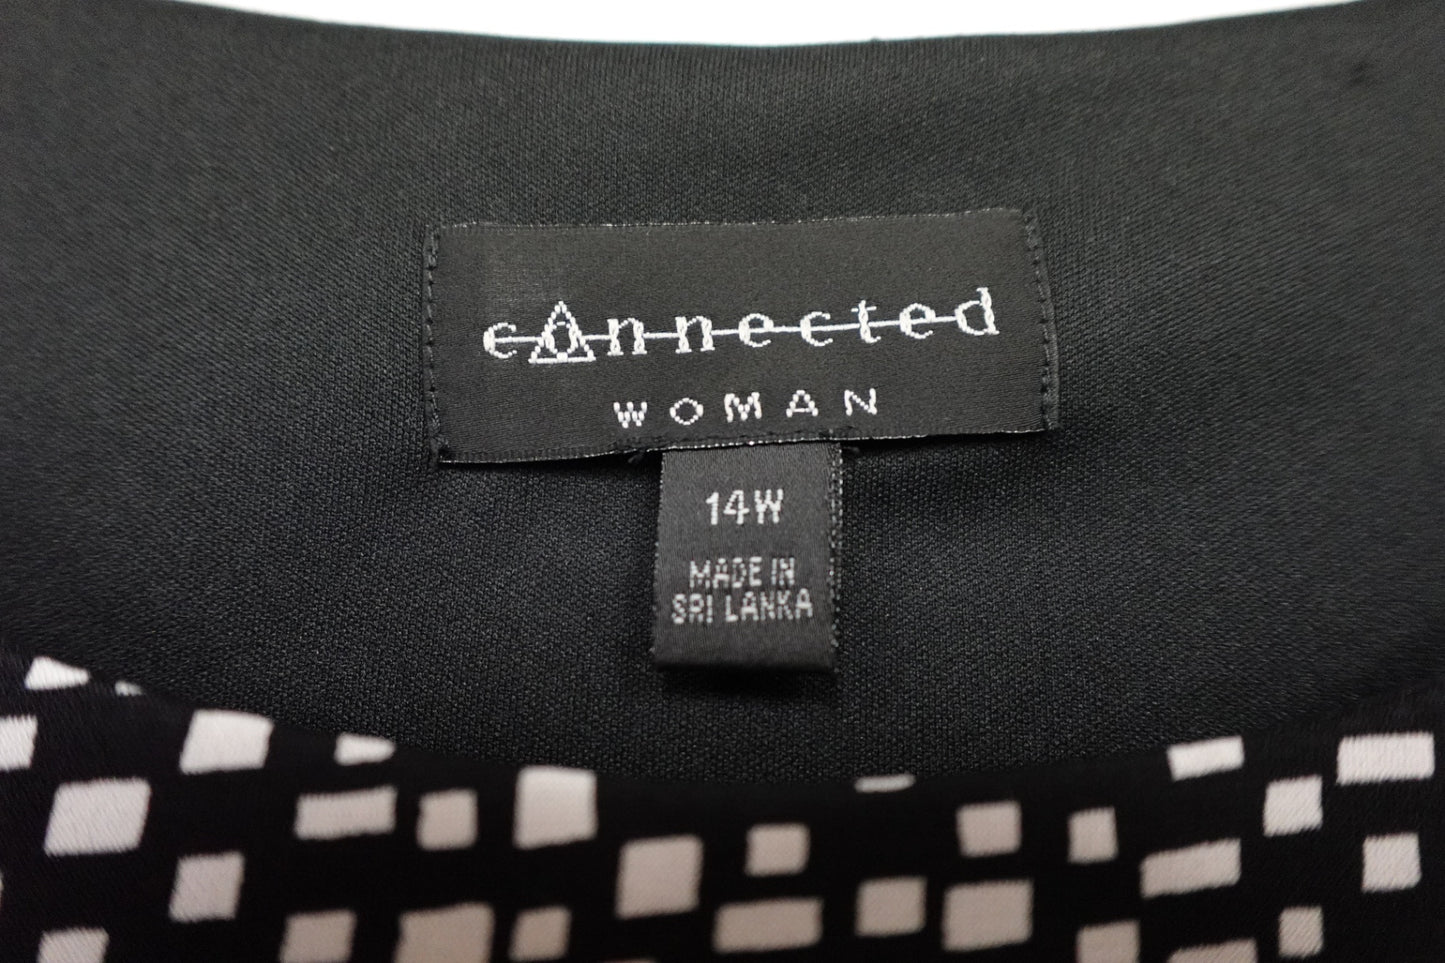 connected
WOMAN
14W
MADE IN
SRI LANKA